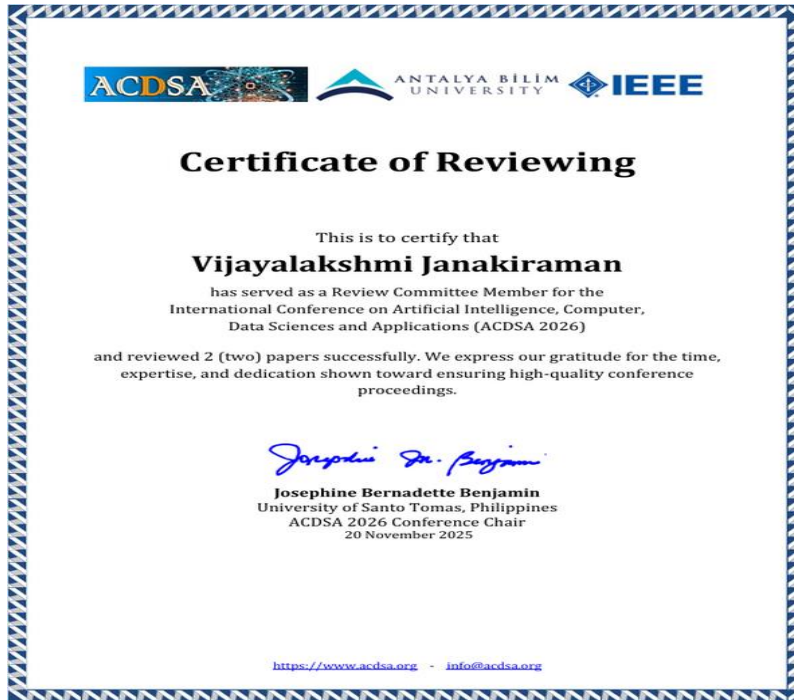 ACDSA
ANTALYA BİLİM
UNIVERSITY
IEEE
Certificate of Reviewing
This is to certify that
Vijayalakshmi Janakiraman
has served as a Review Committee Member for the
International Conference on Artificial Intelligence, Computer,
Data Sciences and Applications (ACDSA 2026)
and reviewed 2 (two) papers successfully. We express our gratitude for the time,
expertise, and dedication shown toward ensuring high-quality conference
proceedings.
Josephine Bernadette Benjamin
University of Santo Tomas, Philippines
ACDSA 2026 Conference Chair
20 November 2025
https://www.acdsa.org - info@acdsa.org